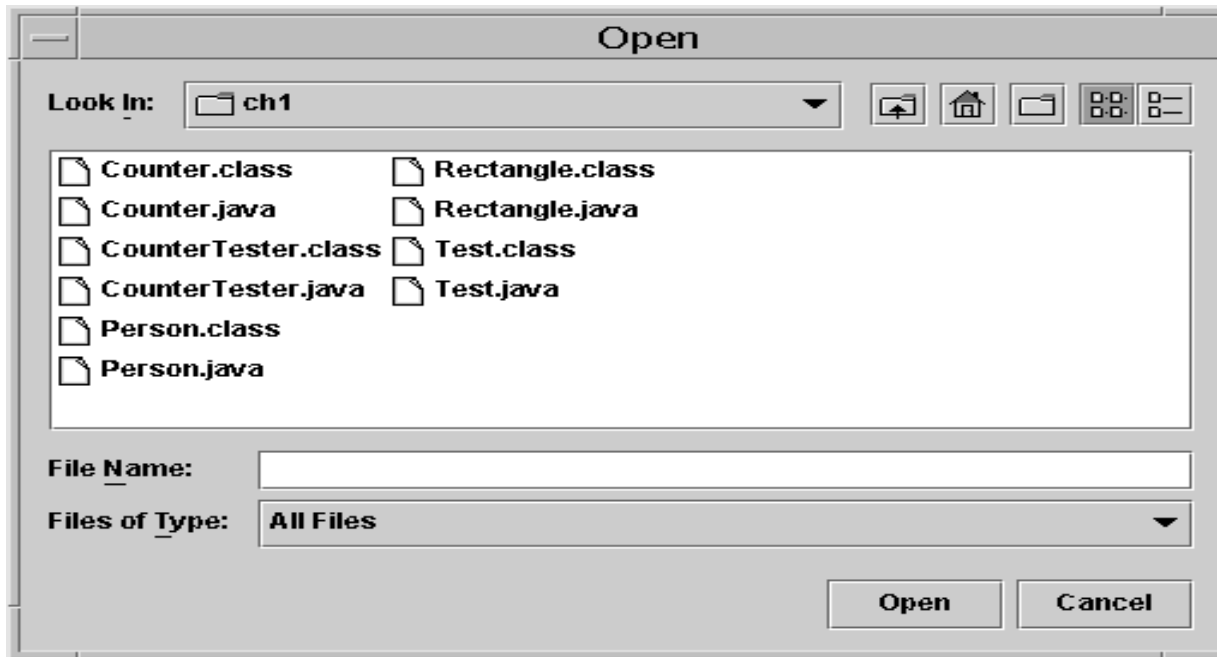 Open
Look In: ch1
Counter.class Rectangle.class
Counter.java Rectangle.java
CounterTester.class Test.class
CounterTester.java Test.java
Person.class
Person.java
File Name:
Files of Type: All Files
Open Cancel